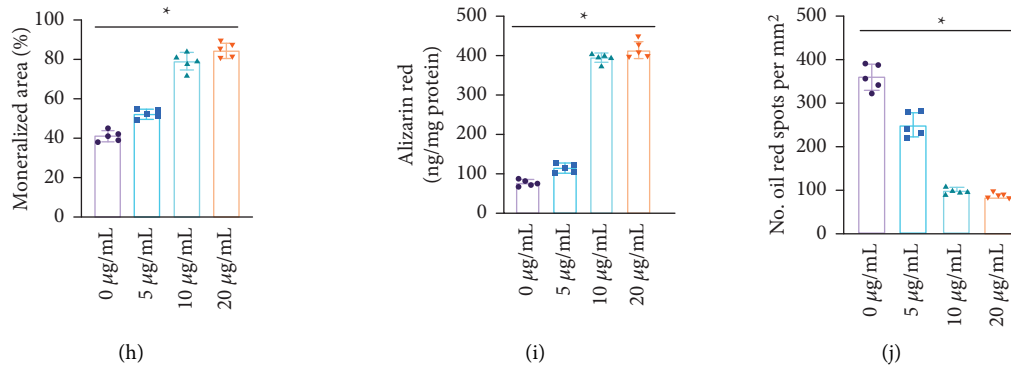 Moneralized area (%)
100
80
60
40
20
0
*
0 µg/mL
5 µg/mL
10 µg/mL
20 µg/mL
(h)
Alizarin red
(ng/mg protein)
500
400
300
200
100
0
*
0 µg/mL
5 µg/mL
10 µg/mL
20 µg/mL
(i)
No. oil red spots per mm²
500
400
300
200
100
0
*
0 µg/mL
5 µg/mL
10 µg/mL
20 µg/mL
(j)